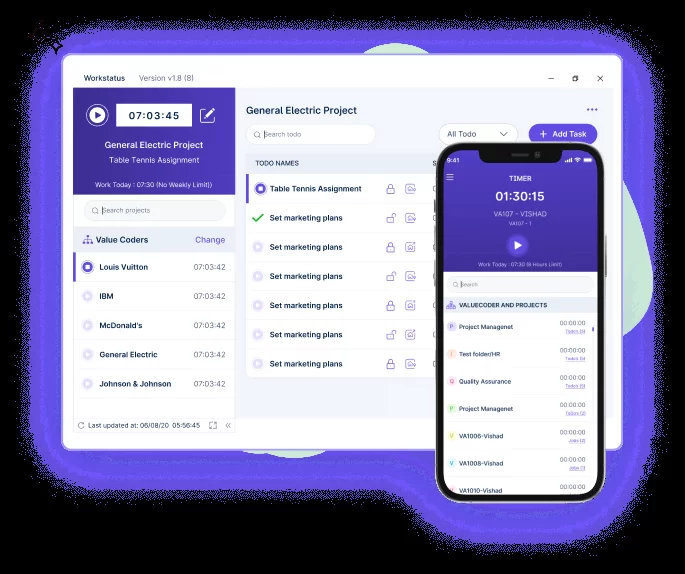 Workstatus Version v1.8 (8)
07:03:45
General Electric Project
Table Tennis Assignment
Work Today : 07:30 (No Weekly Limit))
Search projects
Value Coders Change
Louis Vuitton 07:03:42
IBM 07:03:42
McDonald's 07:03:42
General Electric 07:03:42
Johnson & Johnson 07:03:42
Last updated at: 06/08/20 05:56:45
General Electric Project
Search todo
All Todo
+ Add Task
TODO NAMES S
Table Tennis Assignment
Set marketing plans
Set marketing plans
Set marketing plans
Set marketing plans
Set marketing plans
Set marketing plans
9:41
TIMER
01:30:15
VA107 - VISHAD
VA107 - 1
Work Today : 07:30 (6 Hours Limit)
Search
VALUECODER AND PROJECTS
P Project Managenet 00:00:00
Test folder/HR 00:00:00
Q Quality Assurance 00:00:00
P Project Managenet 00:00:00
V VA1006-Vishad 00:00:00
V VA1008-Vishad 00:00:00
V VA1010-Vishad 00:00:00